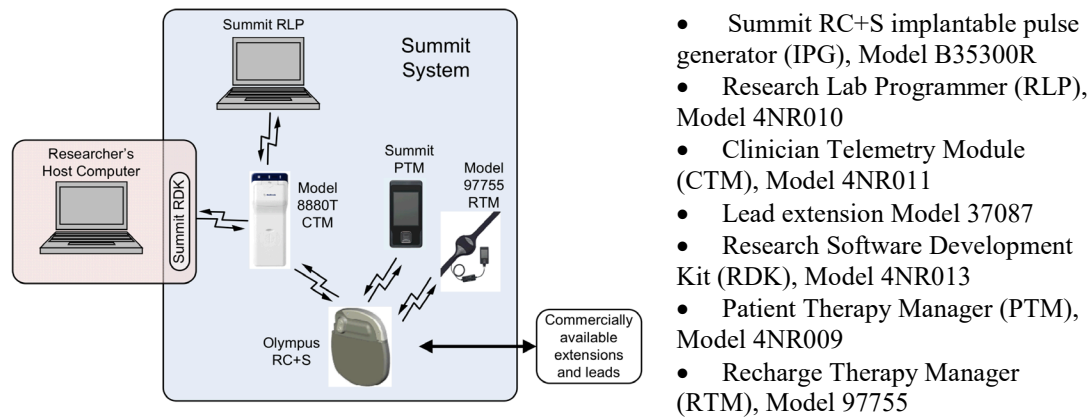 Summit RLP
Summit
System
Researcher's
Host Computer
Summit RDK
Model
8880T
CTM
Summit
PTM
Model
97755
RTM
Olympus
RC+S
Commercially
available
extensions
and leads
• Summit RC+S implantable pulse
generator (IPG), Model B35300R
• Research Lab Programmer (RLP),
Model 4NR010
• Clinician Telemetry Module
(CTM), Model 4NR011
• Lead extension Model 37087
• Research Software Development
Kit (RDK), Model 4NR013
• Patient Therapy Manager (PTM),
Model 4NR009
• Recharge Therapy Manager
(RTM), Model 97755